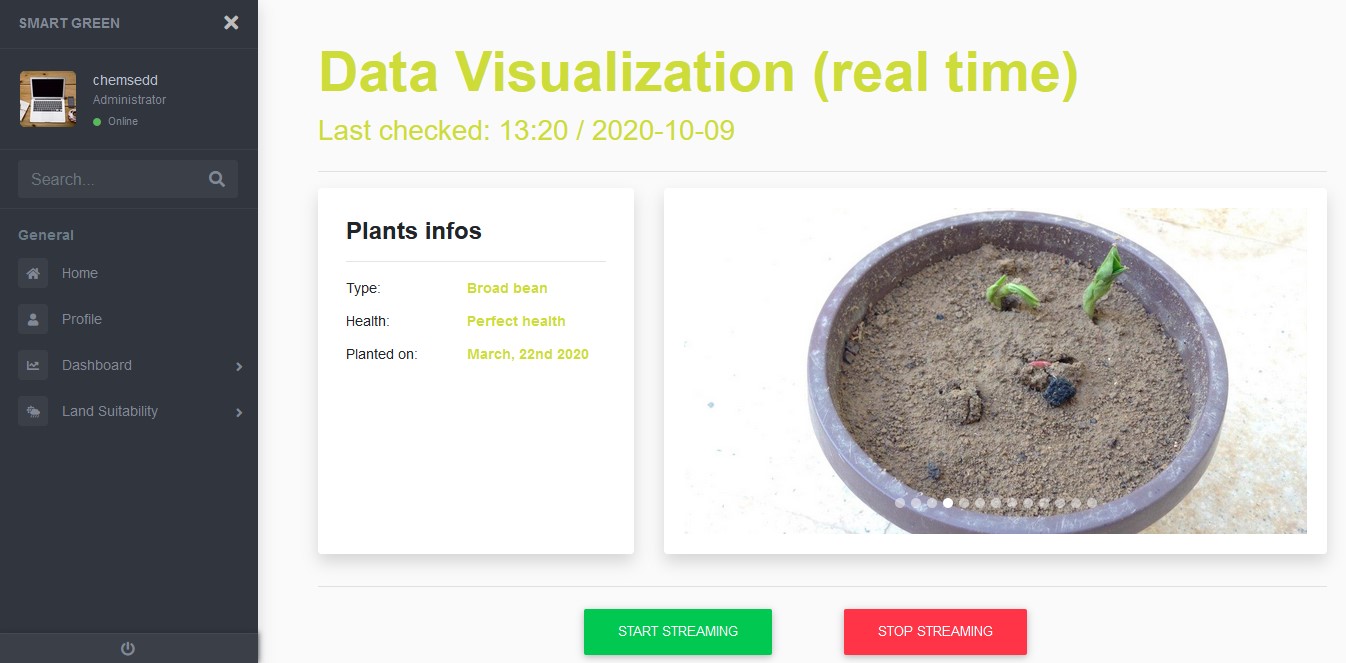 SMART GREEN
chemsedd
Administrator
Online
Search...
General
Home
Profile
Dashboard
Land Suitability
Data Visualization (real time)
Last checked: 13:20 / 2020-10-09
Plants infos
Type: Broad bean
Health: Perfect health
Planted on: March, 22nd 2020
START STREAMING
STOP STREAMING